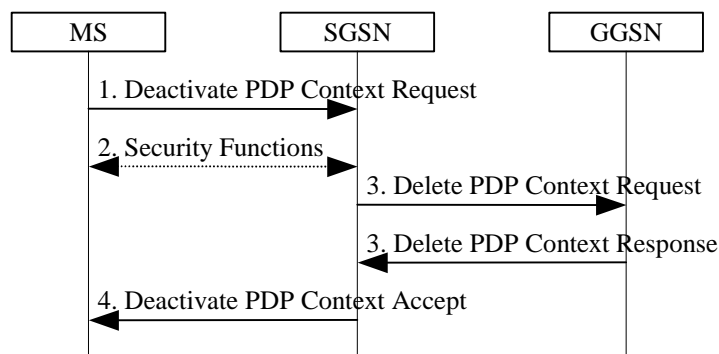 MS
SGSN
GGSN
1. Deactivate PDP Context Request
2. Security Functions
3. Delete PDP Context Request
3. Delete PDP Context Response
4. Deactivate PDP Context Accept